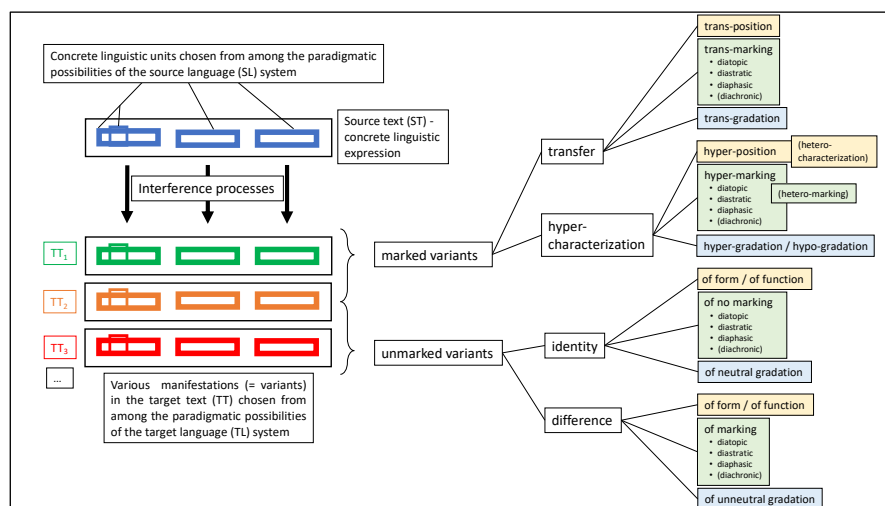 Concrete linguistic units chosen from among the paradigmatic
possibilities of the source language (SL) system
Source text (ST) -
concrete linguistic
expression
Interference processes
TT1
TT2
TT3
...
Various manifestations (= variants)
in the target text (TT) chosen from
among the paradigmatic possibilities
of the target language (TL) system
marked variants
unmarked variants
transfer
hyper-
characterization
identity
difference
trans-position
trans-marking
• diatopic
• diastratic
• diaphasic
• (diachronic)
trans-gradation
hyper-position
(hetero-
characterization)
hyper-marking
• diatopic
• diastratic
• diaphasic
• (diachronic)
(hetero-marking)
hyper-gradation / hypo-gradation
of form / of function
of no marking
• diatopic
• diastratic
• diaphasic
• (diachronic)
of neutral gradation
of form / of function
of marking
• diatopic
• diastratic
• diaphasic
• (diachronic)
of unneutral gradation